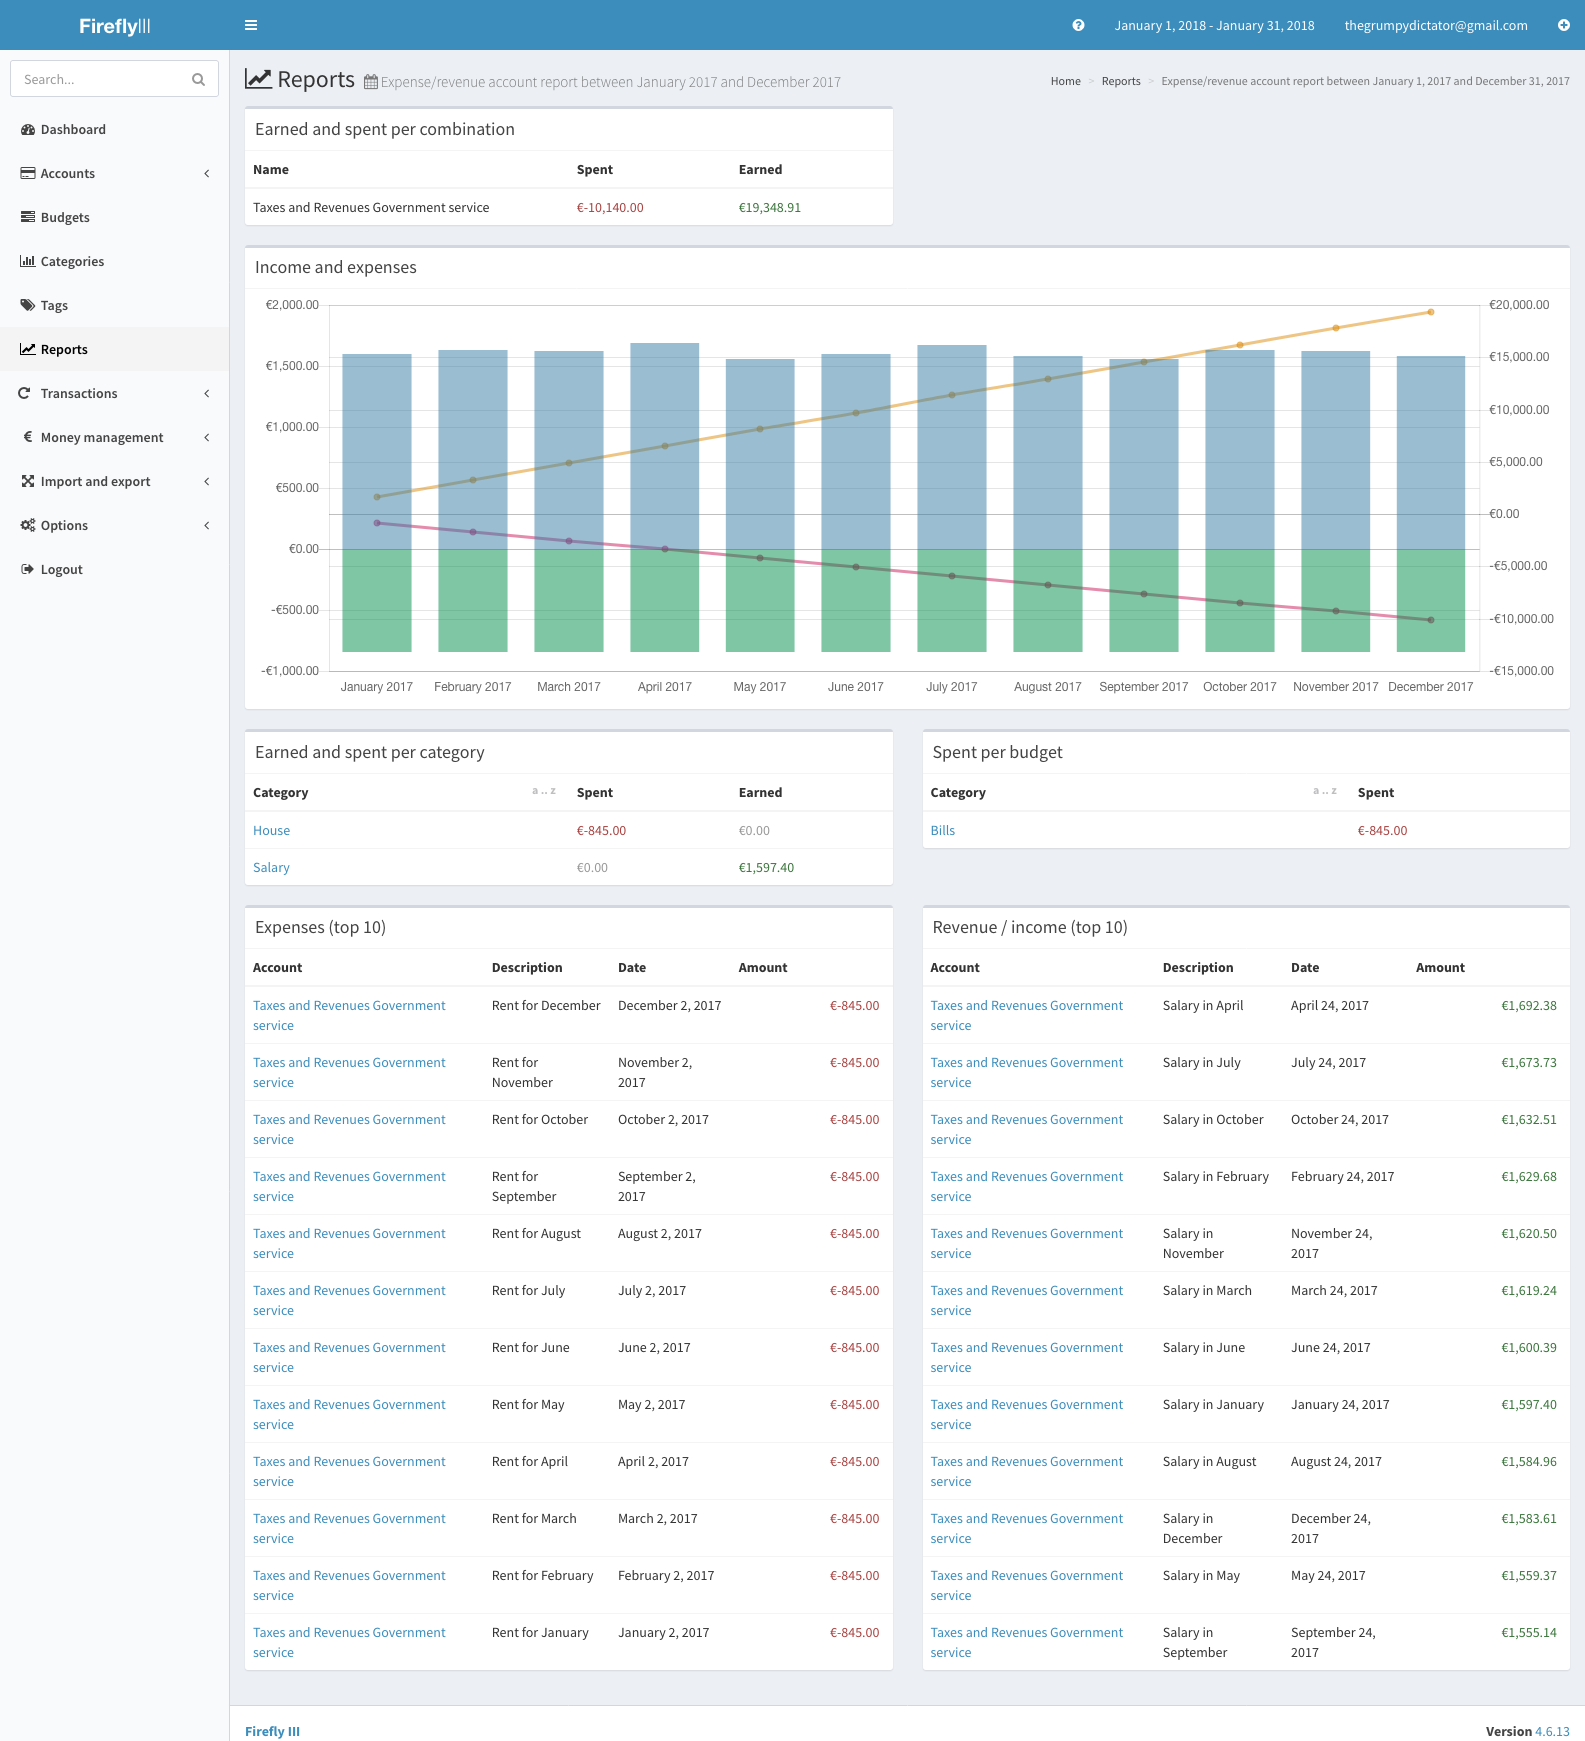 FireflyIII
January 1, 2018 - January 31, 2018 thegrumpydictator@gmail.com
Search...
Dashboard
Accounts
Budgets
Categories
Tags
Reports
Transactions
Money management
Import and export
Options
Logout
Reports Expense/revenue account report between January 2017 and December 2017
Home > Reports > Expense/revenue account report between January 1, 2017 and December 31, 2017
Earned and spent per combination
Name Spent Earned
Taxes and Revenues Government service €-10,140.00 €19,348.91
Income and expenses
€2,000.00 €20,000.00
€1,500.00 €15,000.00
€1,000.00 €10,000.00
€500.00 €5,000.00
€0.00 €0.00
-€500.00 -€5,000.00
-€1,000.00 -€10,000.00
-€15,000.00
January 2017 February 2017 March 2017 April 2017 May 2017 June 2017 July 2017 August 2017 September 2017 October 2017 November 2017 December 2017
Earned and spent per category
Category a .. z Spent Earned
House €-845.00 €0.00
Salary €0.00 €1,597.40
Spent per budget
Category a .. z Spent
Bills €-845.00
Expenses (top 10)
Account Description Date Amount
Taxes and Revenues Government Rent for December December 2, 2017 €-845.00
service
Taxes and Revenues Government Rent for November 2, €-845.00
service November 2017
Taxes and Revenues Government Rent for October October 2, 2017 €-845.00
service
Taxes and Revenues Government Rent for September 2, €-845.00
service September 2017
Taxes and Revenues Government Rent for August August 2, 2017 €-845.00
service
Taxes and Revenues Government Rent for July July 2, 2017 €-845.00
service
Taxes and Revenues Government Rent for June June 2, 2017 €-845.00
service
Taxes and Revenues Government Rent for May May 2, 2017 €-845.00
service
Taxes and Revenues Government Rent for April April 2, 2017 €-845.00
service
Taxes and Revenues Government Rent for March March 2, 2017 €-845.00
service
Taxes and Revenues Government Rent for February February 2, 2017 €-845.00
service
Taxes and Revenues Government Rent for January January 2, 2017 €-845.00
service
Revenue / income (top 10)
Account Description Date Amount
Taxes and Revenues Government Salary in April April 24, 2017 €1,692.38
service
Taxes and Revenues Government Salary in July July 24, 2017 €1,673.73
service
Taxes and Revenues Government Salary in October October 24, 2017 €1,632.51
service
Taxes and Revenues Government Salary in February February 24, 2017 €1,629.68
service
Taxes and Revenues Government Salary in November 24, €1,620.50
service November 2017
Taxes and Revenues Government Salary in March March 24, 2017 €1,619.24
service
Taxes and Revenues Government Salary in June June 24, 2017 €1,600.39
service
Taxes and Revenues Government Salary in January January 24, 2017 €1,597.40
service
Taxes and Revenues Government Salary in August August 24, 2017 €1,584.96
service
Taxes and Revenues Government Salary in December 24, €1,583.61
service December 2017
Taxes and Revenues Government Salary in May May 24, 2017 €1,559.37
service
Taxes and Revenues Government Salary in September 24, €1,555.14
service September 2017
Firefly III Version 4.6.13